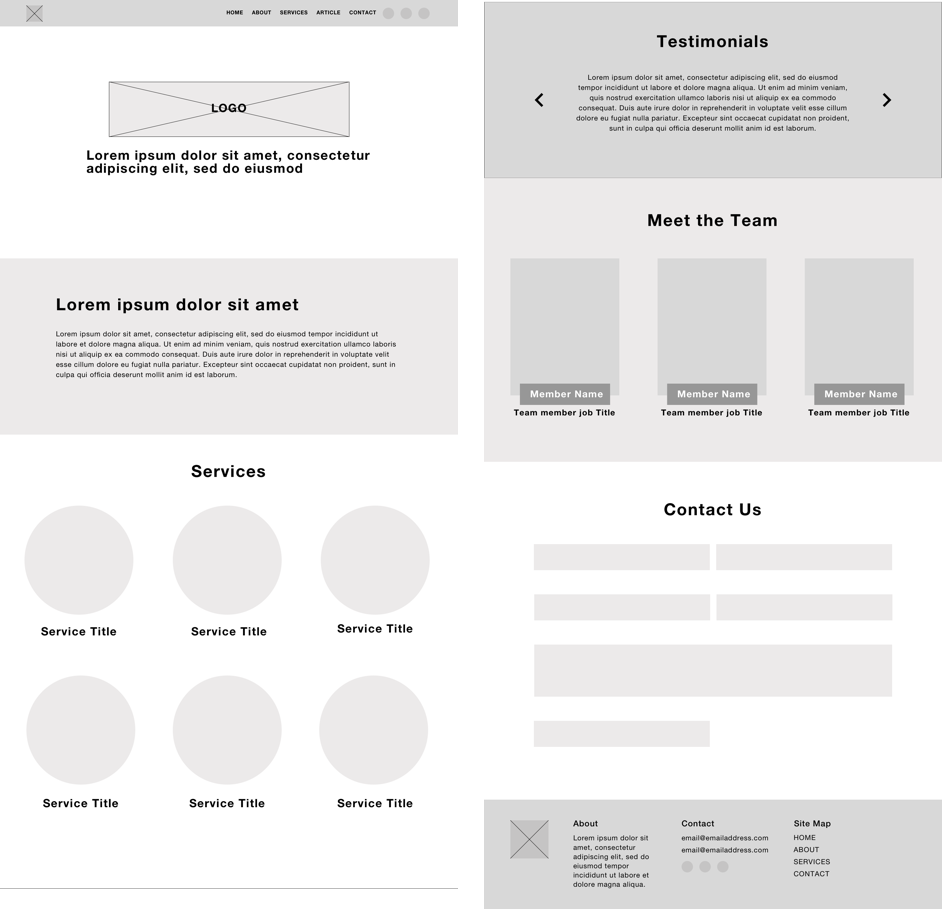 HOME ABOUT SERVICES ARTICLE CONTACT
LOGO
Lorem ipsum dolor sit amet, consectetur
adipiscing elit, sed do eiusmod
Lorem ipsum dolor sit amet
Lorem ipsum dolor sit amet, consectetur adipiscing elit, sed do eiusmod tempor incididunt ut
labore et dolore magna aliqua. Ut enim ad minim veniam, quis nostrud exercitation ullamco laboris
nisi ut aliquip ex ea commodo consequat. Duis aute irure dolor in reprehenderit in voluptate velit
esse cillum dolore eu fugiat nulla pariatur. Excepteur sint occaecat cupidatat non proident, sunt in
culpa qui officia deserunt mollit anim id est laborum.
Services
Service Title Service Title Service Title
Service Title Service Title Service Title
Testimonials
Lorem ipsum dolor sit amet, consectetur adipiscing elit, sed do eiusmod
tempor incididunt ut labore et dolore magna aliqua. Ut enim ad minim veniam,
quis nostrud exercitation ullamco laboris nisi ut aliquip ex ea commodo
consequat. Duis aute irure dolor in reprehenderit in voluptate velit esse cillum
dolore eu fugiat nulla pariatur. Excepteur sint occaecat cupidatat non proident,
sunt in culpa qui officia deserunt mollit anim id est laborum.
Meet the Team
Member Name Member Name Member Name
Team member job Title Team member job Title Team member job Title
Contact Us
About
Lorem ipsum dolor sit
amet, consectetur
adipiscing elit, sed do
eiusmod tempor
incididunt ut labore et
dolore magna aliqua.
Contact
email@emailaddress.com
email@emailaddress.com
Site Map
HOME
ABOUT
SERVICES
CONTACT